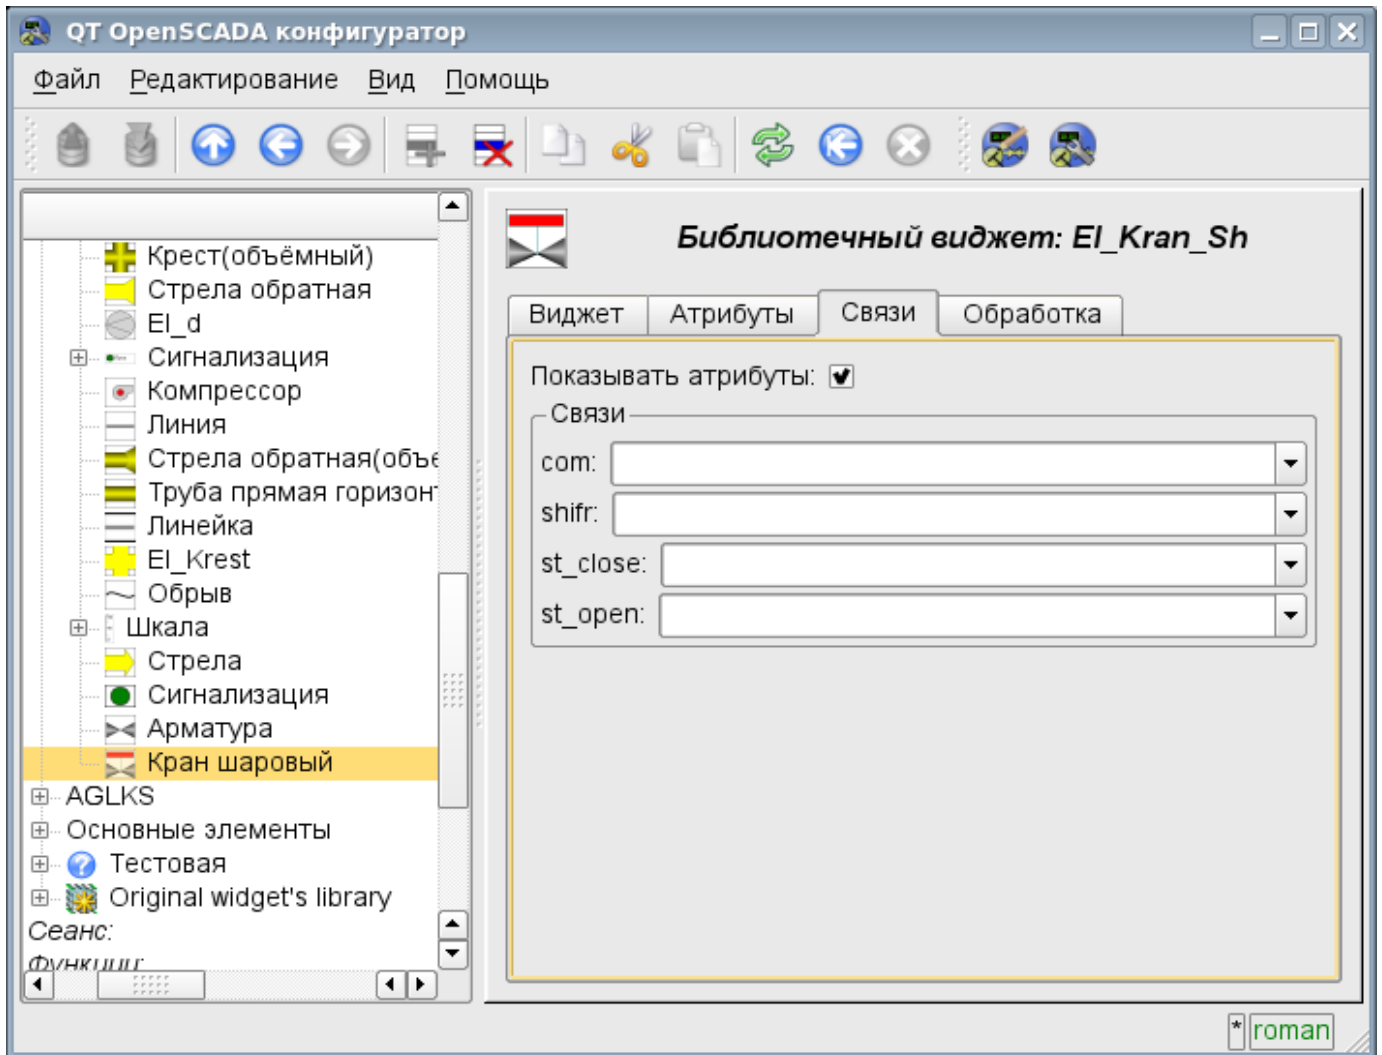 QT OpenSCADA конфигуратор
Файл Редактирование Вид Помощь
Крест(объёмный)
Стрела обратная
El_d
Сигнализация
Компрессор
Линия
Стрела обратная(объе
Труба прямая горизонт
Линейка
El_Krest
Обрыв
Шкала
Стрела
Сигнализация
Арматура
Кран шаровый
AGLKS
Основные элементы
Тестовая
Original widget's library
Сеанс:
Функции:
Библиотечный виджет: El_Kran_Sh
Виджет Атрибуты Связи Обработка
Показывать атрибуты:
Связи
com:
shifr:
st_close:
st_open:
* roman